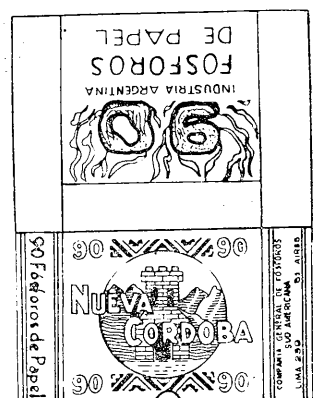 90
INDUSTRIA ARGENTINA
FOSFOROS
DE PAPEL
90 Fósforos de Papel
90 90
NUEVA
CORDOBA
90 90
COMPAÑIA GENERAL DE FOSFOROS
SUD AMERICANA
LIMA 239 Bs AIRES